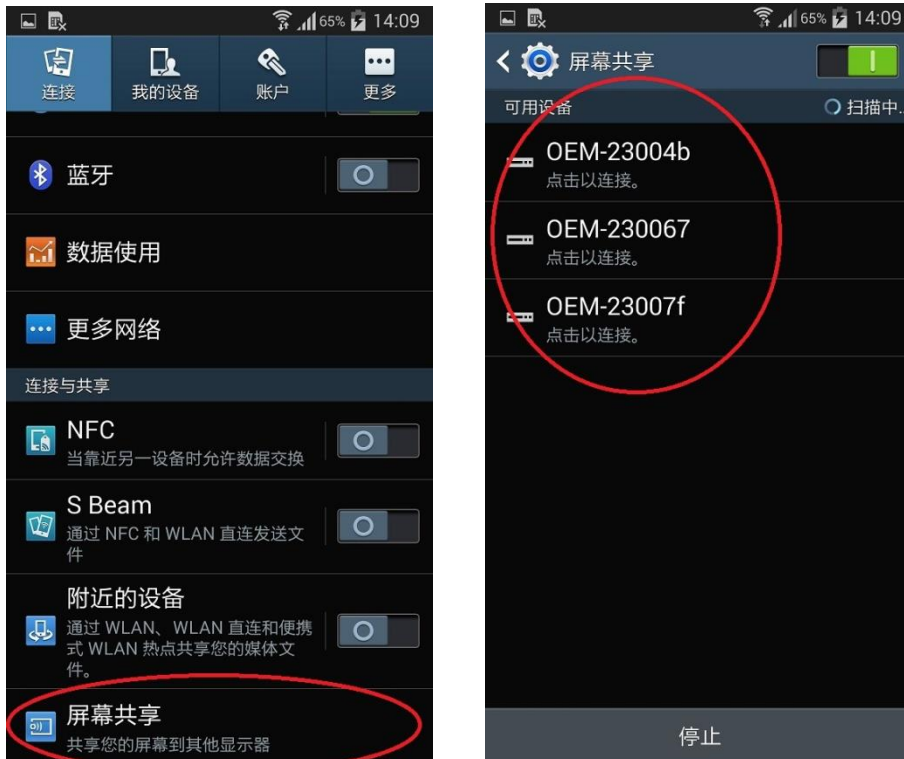 65% 14:09
连接 我的设备 账户 更多
蓝牙
数据使用
更多网络
连接与共享
NFC
当靠近另一设备时允许数据交换
S Beam
通过 NFC 和 WLAN 直连发送文
件
附近的设备
通过 WLAN、WLAN 直连和便携
式 WLAN 热点共享您的媒体文
件。
屏幕共享
共享您的屏幕到其他显示器
65% 14:09
屏幕共享
可用设备 扫描中..
OEM-23004b
点击以连接。
OEM-230067
点击以连接。
OEM-23007f
点击以连接。
停止